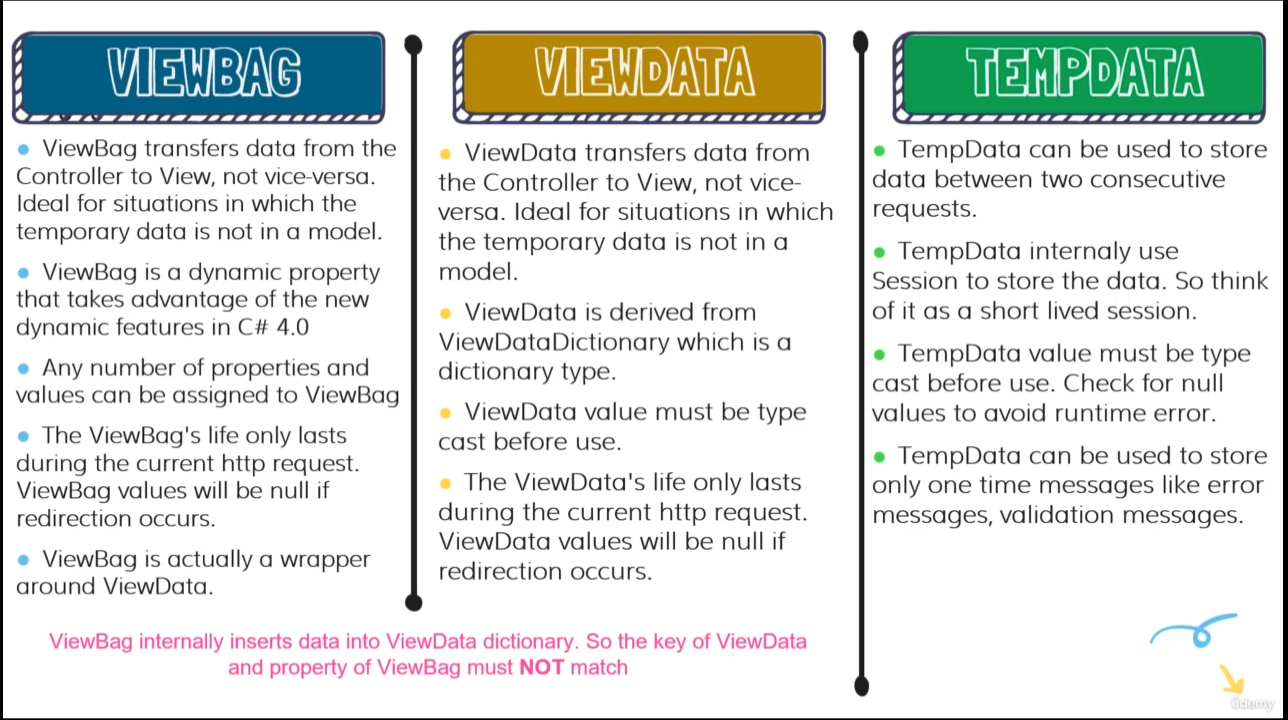 VIEWBAG
● ViewBag transfers data from the
Controller to View, not vice-versa.
Ideal for situations in which the
temporary data is not in a model.
● ViewBag is a dynamic property
that takes advantage of the new
dynamic features in C# 4.0
● Any number of properties and
values can be assigned to ViewBag
● The ViewBag's life only lasts
during the current http request.
ViewBag values will be null if
redirection occurs.
● ViewBag is actually a wrapper
around ViewData.
VIEWDATA
● ViewData transfers data from
the Controller to View, not vice-
versa. Ideal for situations in which
the temporary data is not in a
model.
● ViewData is derived from
ViewDataDictionary which is a
dictionary type.
● ViewData value must be type
cast before use.
● The ViewData's life only lasts
during the current http request.
ViewData values will be null if
redirection occurs.
ViewBag internally inserts data into ViewData dictionary. So the key of ViewData
and property of ViewBag must NOT match
TEMPDATA
● TempData can be used to store
data between two consecutive
requests.
● TempData internaly use
Session to store the data. So think
of it as a short lived session.
● TempData value must be type
cast before use. Check for null
values to avoid runtime error.
● TempData can be used to store
only one time messages like error
messages, validation messages.
ûdemy